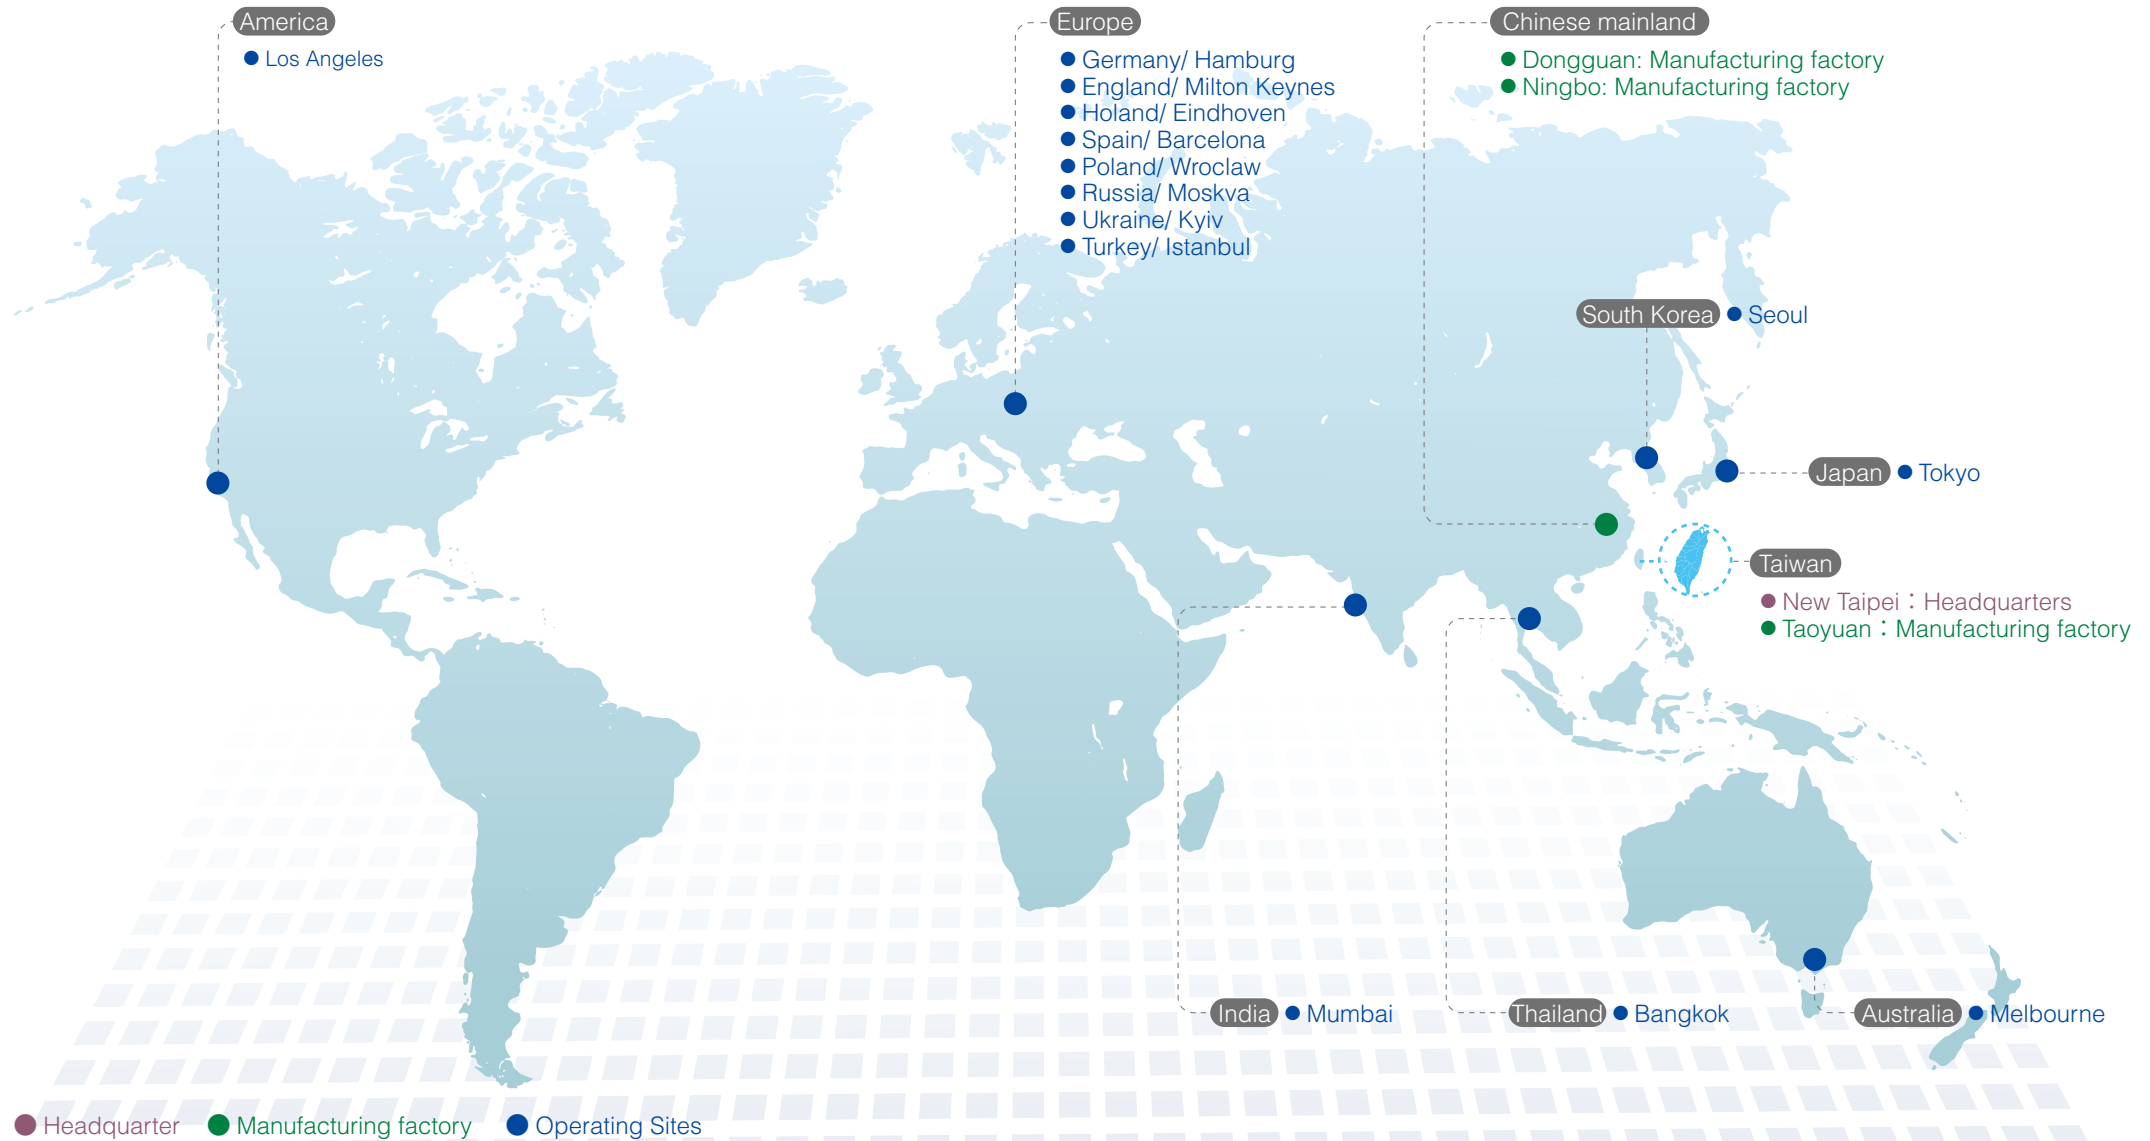 America
Los Angeles
Europe
Germany/ Hamburg
England/ Milton Keynes
Holand/ Eindhoven
Spain/ Barcelona
Poland/ Wroclaw
Russia/ Moskva
Ukraine/ Kyiv
Turkey/ Istanbul
Chinese mainland
Dongguan: Manufacturing factory
Ningbo: Manufacturing factory
South Korea Seoul
Japan Tokyo
Taiwan
New Taipei：Headquarters
Taoyuan：Manufacturing factory
India Mumbai
Thailand Bangkok
Australia Melbourne
Headquarter Manufacturing factory Operating Sites